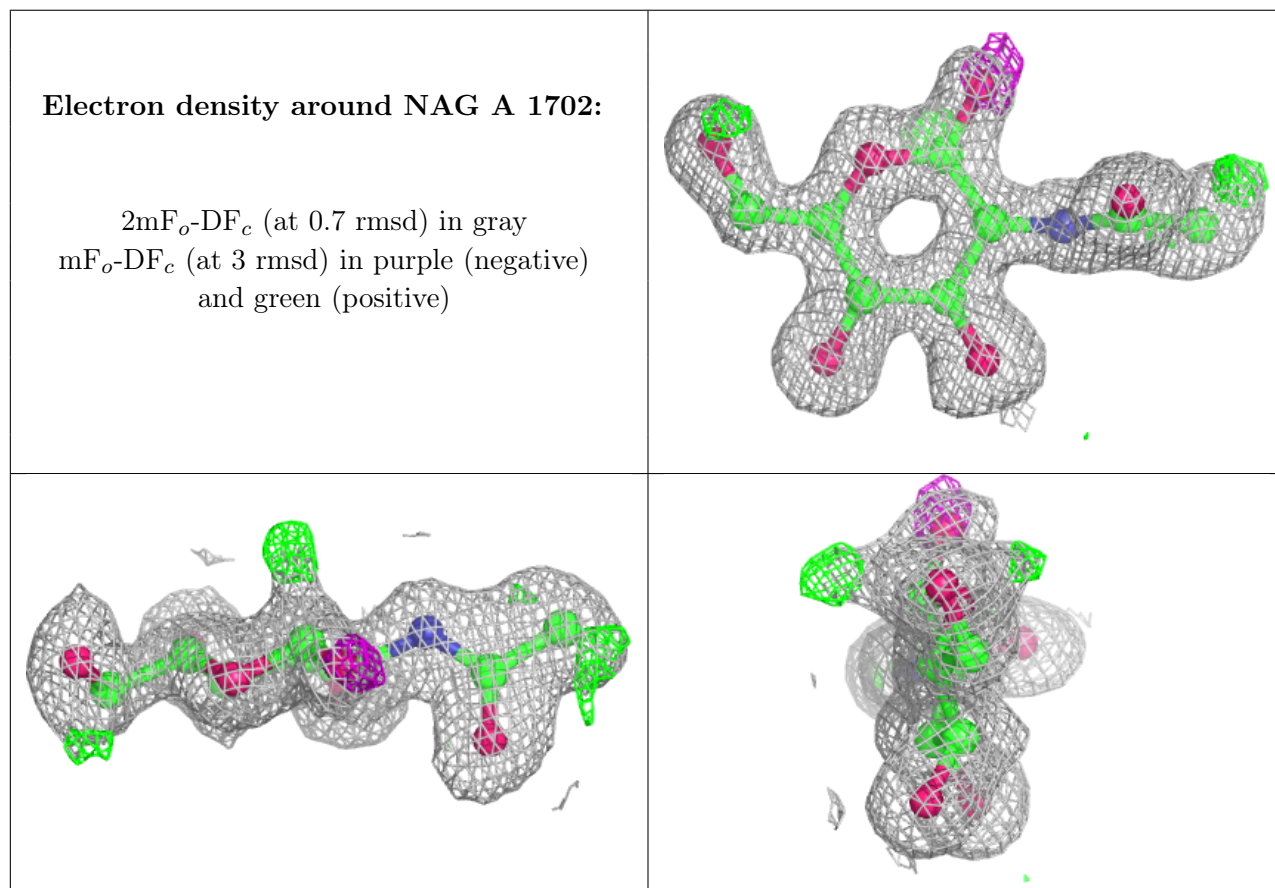 Electron density around NAG A 1702:
2mFₒ-DF𝒸 (at 0.7 rmsd) in gray
mFₒ-DF𝒸 (at 3 rmsd) in purple (negative)
and green (positive)